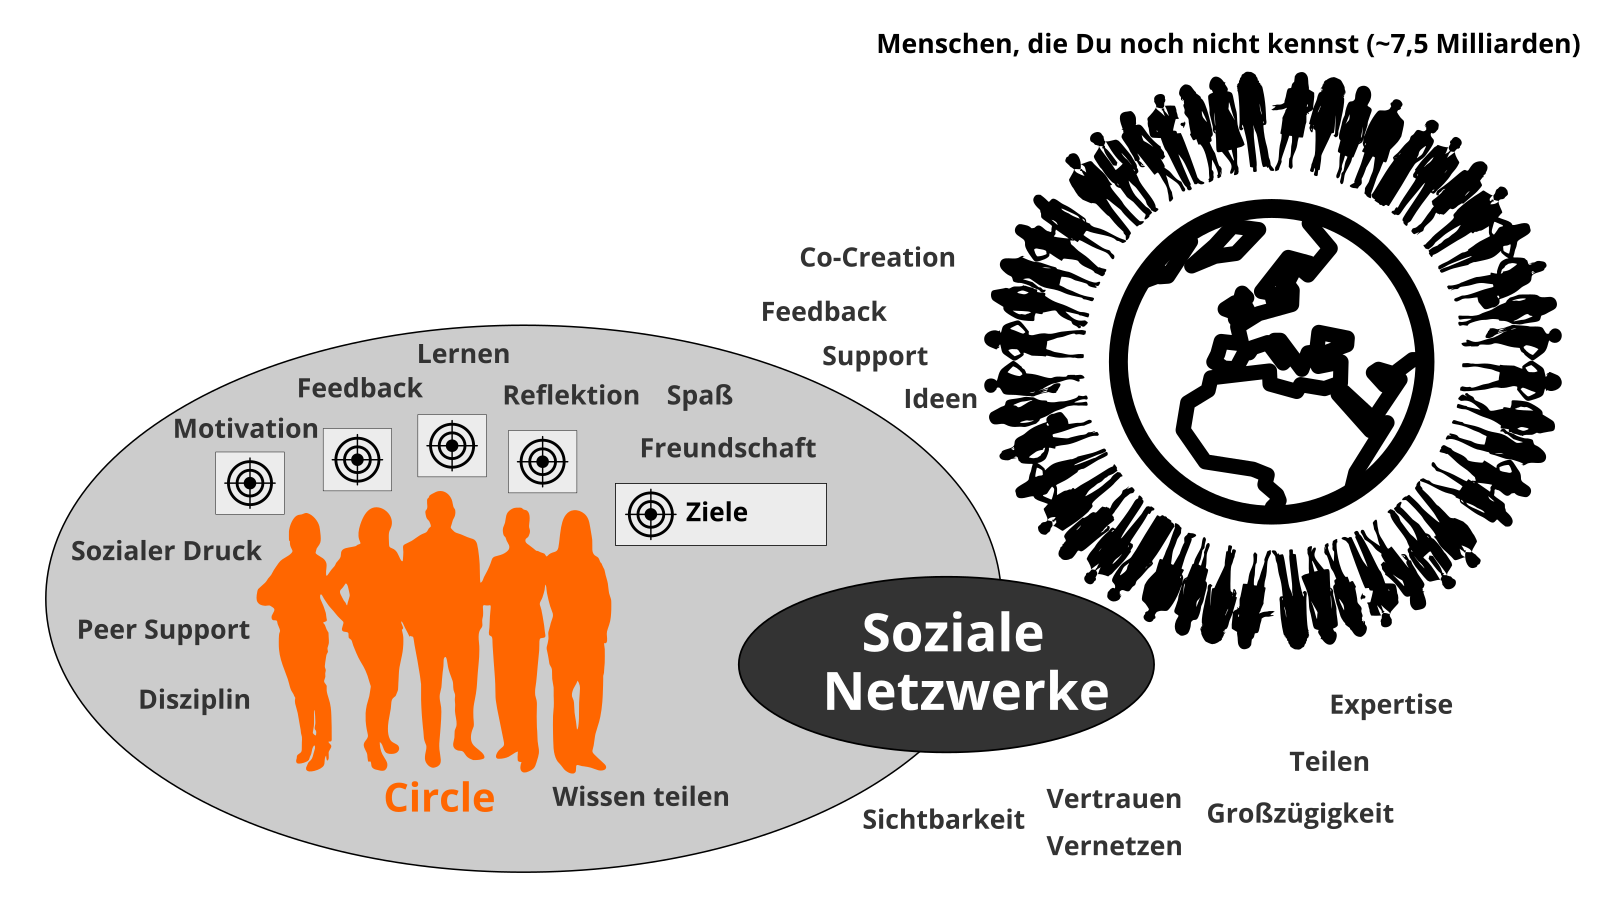 Menschen, die Du noch nicht kennst (~7,5 Milliarden)
Co-Creation
Feedback
Support
Ideen
Lernen
Feedback
Reflektion
Spaß
Motivation
Freundschaft
Ziele
Sozialer Druck
Peer Support
Disziplin
Circle
Wissen teilen
Soziale
Netzwerke
Expertise
Teilen
Vertrauen
Großzügigkeit
Sichtbarkeit
Vernetzen